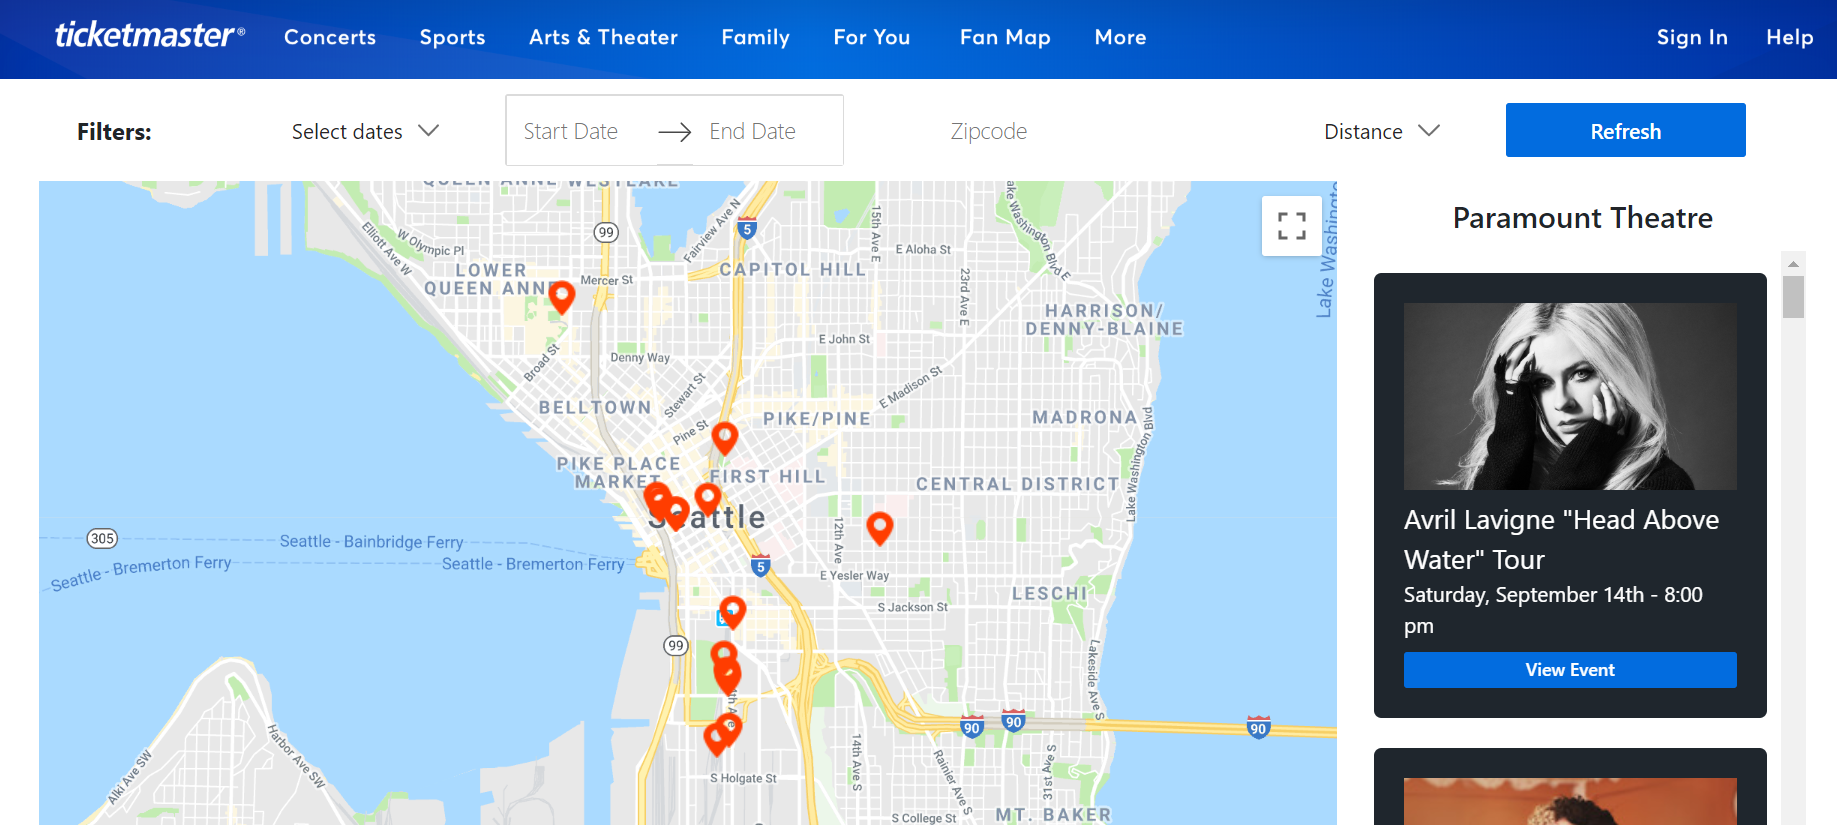 ticketmaster®
Concerts
Sports
Arts & Theater
Family
For You
Fan Map
More
Sign In
Help
Filters:
Select dates
Start Date
End Date
Zipcode
Distance
Refresh
QUEEN ANNE WESTLAKE
99
5
Fairview Ave N
15th Ave E
Lake Washington Blvd E
Lake Washington
Elliott Ave W
W Olympic Pl
E Aloha St
LOWER
QUEEN ANNE
Mercer St
CAPITOL HILL
23rd Ave E
HARRISON/
DENNY-BLAINE
Broad St
Denny Way
E John St
Stewart St
E Madison St
BELLTOWN
PIKE/PINE
MADRONA
Pine St
PIKE PLACE
MARKET
FIRST HILL
CENTRAL DISTRICT
Lake Washington Blvd
Seattle
12th Ave
305
Seattle - Bainbridge Ferry
Seattle - Bremerton Ferry
Seattle - Bremerton Ferry
5
E Yesler Way
LESCHI
S Jackson St
99
Lakeside Ave S
4th Ave
90
90
90
Alki Ave SW
Harbor Ave SW
S Holgate St
14th Ave S
Rainier Ave S
31st Ave S
S College St
MT. BAKER
Paramount Theatre
Avril Lavigne "Head Above
Water" Tour
Saturday, September 14th - 8:00
pm
View Event